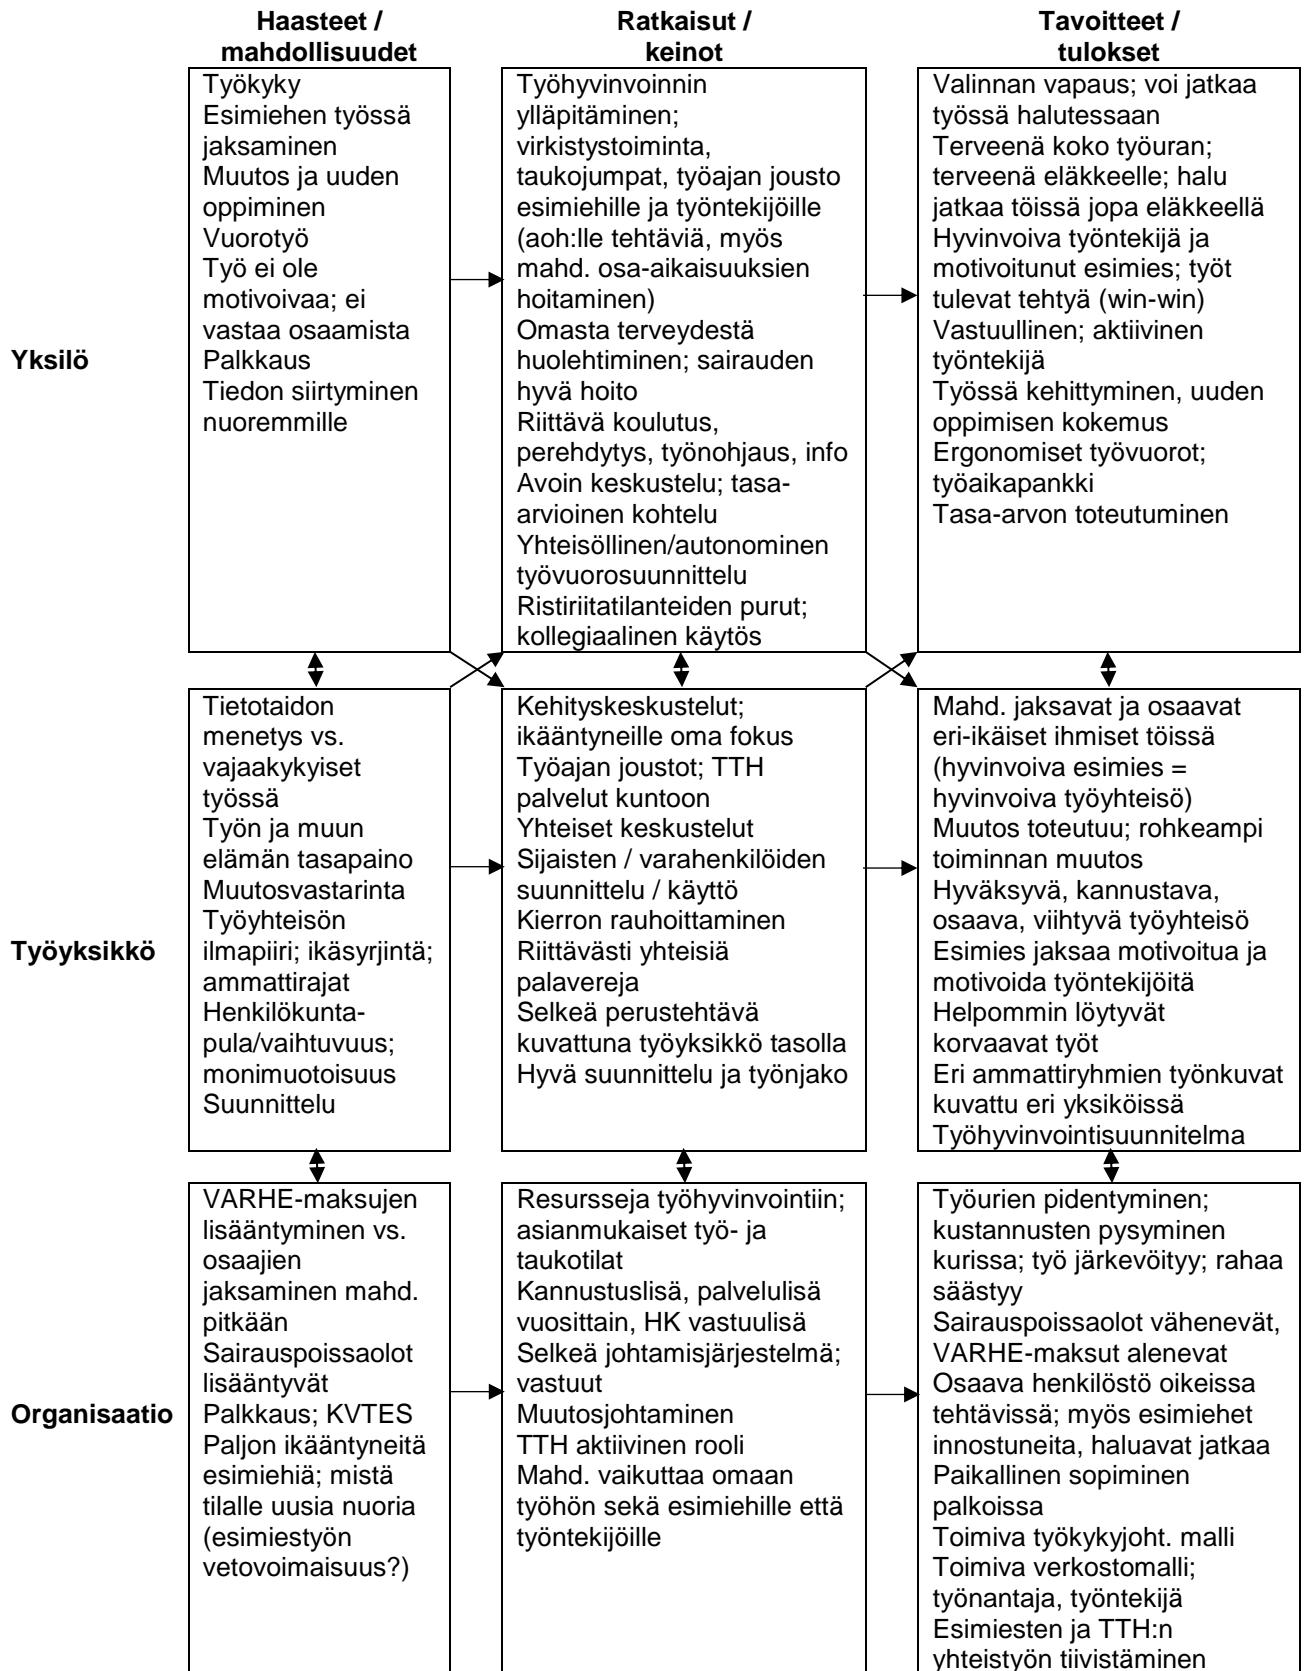 Haasteet /
mahdollisuudet
Ratkaisut /
keinot
Tavoitteet /
tulokset
Yksilö
Työkyky
Esimiehen työssä
jaksaminen
Muutos ja uuden
oppiminen
Vuorotyö
Työ ei ole
motivoivaa; ei
vastaa osaamista
Palkkaus
Tiedon siirtyminen
nuoremmille
Työhyvinvoinnin
ylläpitäminen;
virkistystoiminta,
taukojumpat, työajan jousto
esimiehille ja työntekijöille
(aoh:lle tehtäviä, myös
mahd. osa-aikaisuuksien
hoitaminen)
Omasta terveydestä
huolehtiminen; sairauden
hyvä hoito
Riittävä koulutus,
perehdytys, työnohjaus, info
Avoin keskustelu; tasa-
arvioinen kohtelu
Yhteisöllinen/autonominen
työvuorosuunnittelu
Ristiriitatilanteiden purut;
kollegiaalinen käytös
Valinnan vapaus; voi jatkaa
työssä halutessaan
Terveenä koko työuran;
terveenä eläkkeelle; halu
jatkaa töissä jopa eläkkeellä
Hyvinvoiva työntekijä ja
motivoitunut esimies; työt
tulevat tehtyä (win-win)
Vastuullinen; aktiivinen
työntekijä
Työssä kehittyminen, uuden
oppimisen kokemus
Ergonomiset työvuorot;
työaikapankki
Tasa-arvon toteutuminen
Työyksikkö
Tietotaidon
menetys vs.
vajaakykyiset
työssä
Työn ja muun
elämän tasapaino
Muutosvastarinta
Työyhteisön
ilmapiiri; ikäsyrjintä;
ammattirajat
Henkilökunta-
pula/vaihtuvuus;
monimuotoisuus
Suunnittelu
Kehityskeskustelut;
ikääntyneille oma fokus
Työajan joustot; TTH
palvelut kuntoon
Yhteiset keskustelut
Sijaisten / varahenkilöiden
suunnittelu / käyttö
Kierron rauhoittaminen
Riittävästi yhteisiä
palavereja
Selkeä perustehtävä
kuvattuna työyksikkö tasolla
Hyvä suunnittelu ja työnjako
Mahd. jaksavat ja osaavat
eri-ikäiset ihmiset töissä
(hyvinvoiva esimies =
hyvinvoiva työyhteisö)
Muutos toteutuu; rohkeampi
toiminnan muutos
Hyväksyvä, kannustava,
osaava, viihtyvä työyhteisö
Esimies jaksaa motivoitua ja
motivoida työntekijöitä
Helpommin löytyvät
korvaavat työt
Eri ammattiryhmien työnkuvat
kuvattu eri yksiköissä
Työhyvinvointisuunnitelma
Organisaatio
VARHE-maksujen
lisääntyminen vs.
osaajien
jaksaminen mahd.
pitkään
Sairauspoissaolot
lisääntyvät
Palkkaus; KVTES
Paljon ikääntyneitä
esimiehiä; mistä
tilalle uusia nuoria
(esimiestyön
vetovoimaisuus?)
Resursseja työhyvinvointiin;
asianmukaiset työ- ja
taukotilat
Kannustuslisä, palvelulisä
vuosittain, HK vastuulisä
Selkeä johtamisjärjestelmä;
vastuut
Muutosjohtaminen
TTH aktiivinen rooli
Mahd. vaikuttaa omaan
työhön sekä esimiehille että
työntekijöille
Työurien pidentyminen;
kustannusten pysyminen
kurissa; työ järkevöityy; rahaa
säästyy
Sairauspoissaolot vähenevät,
VARHE-maksut alenevat
Osaava henkilöstö oikeissa
tehtävissä; myös esimiehet
innostuneita, haluavat jatkaa
Paikallinen sopiminen
palkoissa
Toimiva työkykyjoht. malli
Toimiva verkostomalli;
työnantaja, työntekijä
Esimiesten ja TTH:n
yhteistyön tiivistäminen